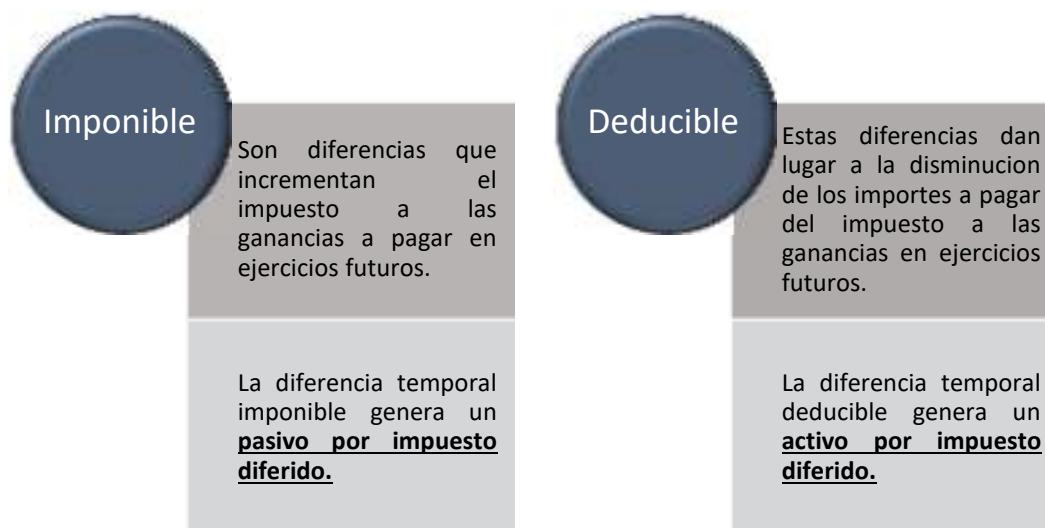 Imponible
Son diferencias que
incrementan el
impuesto a las
ganancias a pagar en
ejercicios futuros.
La diferencia temporal
imponible genera un
pasivo por impuesto
diferido.
Deducible
Estas diferencias dan
lugar a la disminucion
de los importes a pagar
del impuesto a las
ganancias en ejercicios
futuros.
La diferencia temporal
deducible genera un
activo por impuesto
diferido.